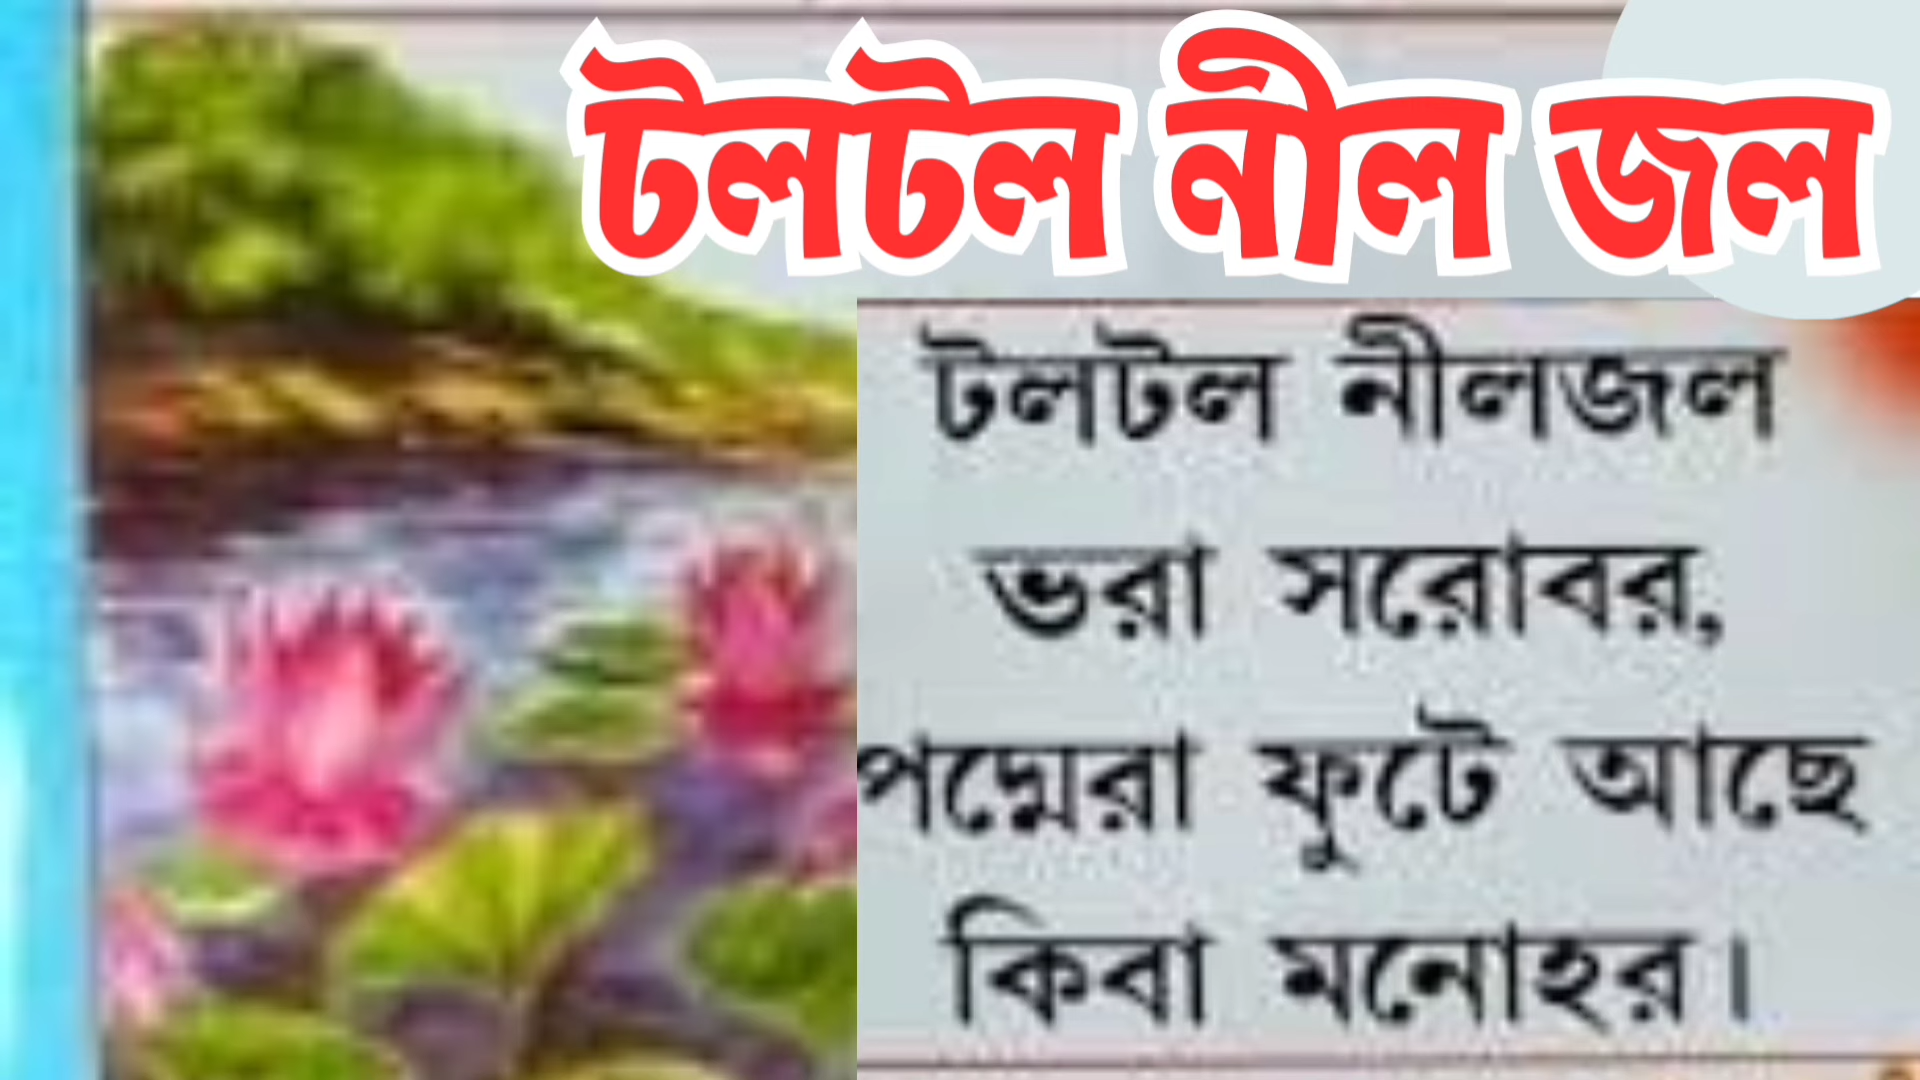 টলটল নীল জল
টলটল নীলজল
ভরা সরোবর,
পদ্মেরা ফুটে আছে
কিবা মনোহর।